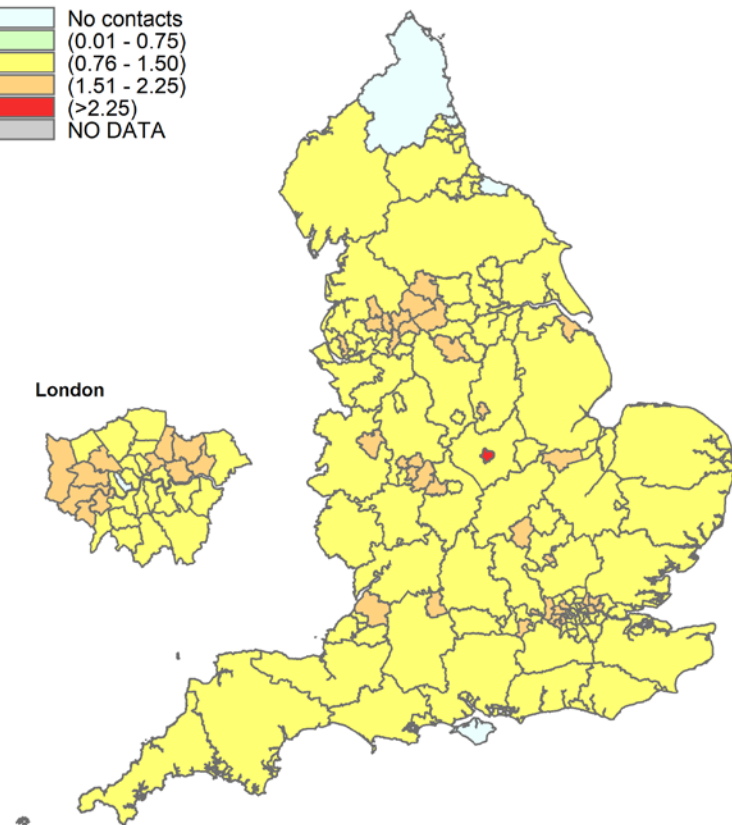 No contacts
(0.01 - 0.75)
(0.76 - 1.50)
(1.51 - 2.25)
(>2.25)
NO DATA
London